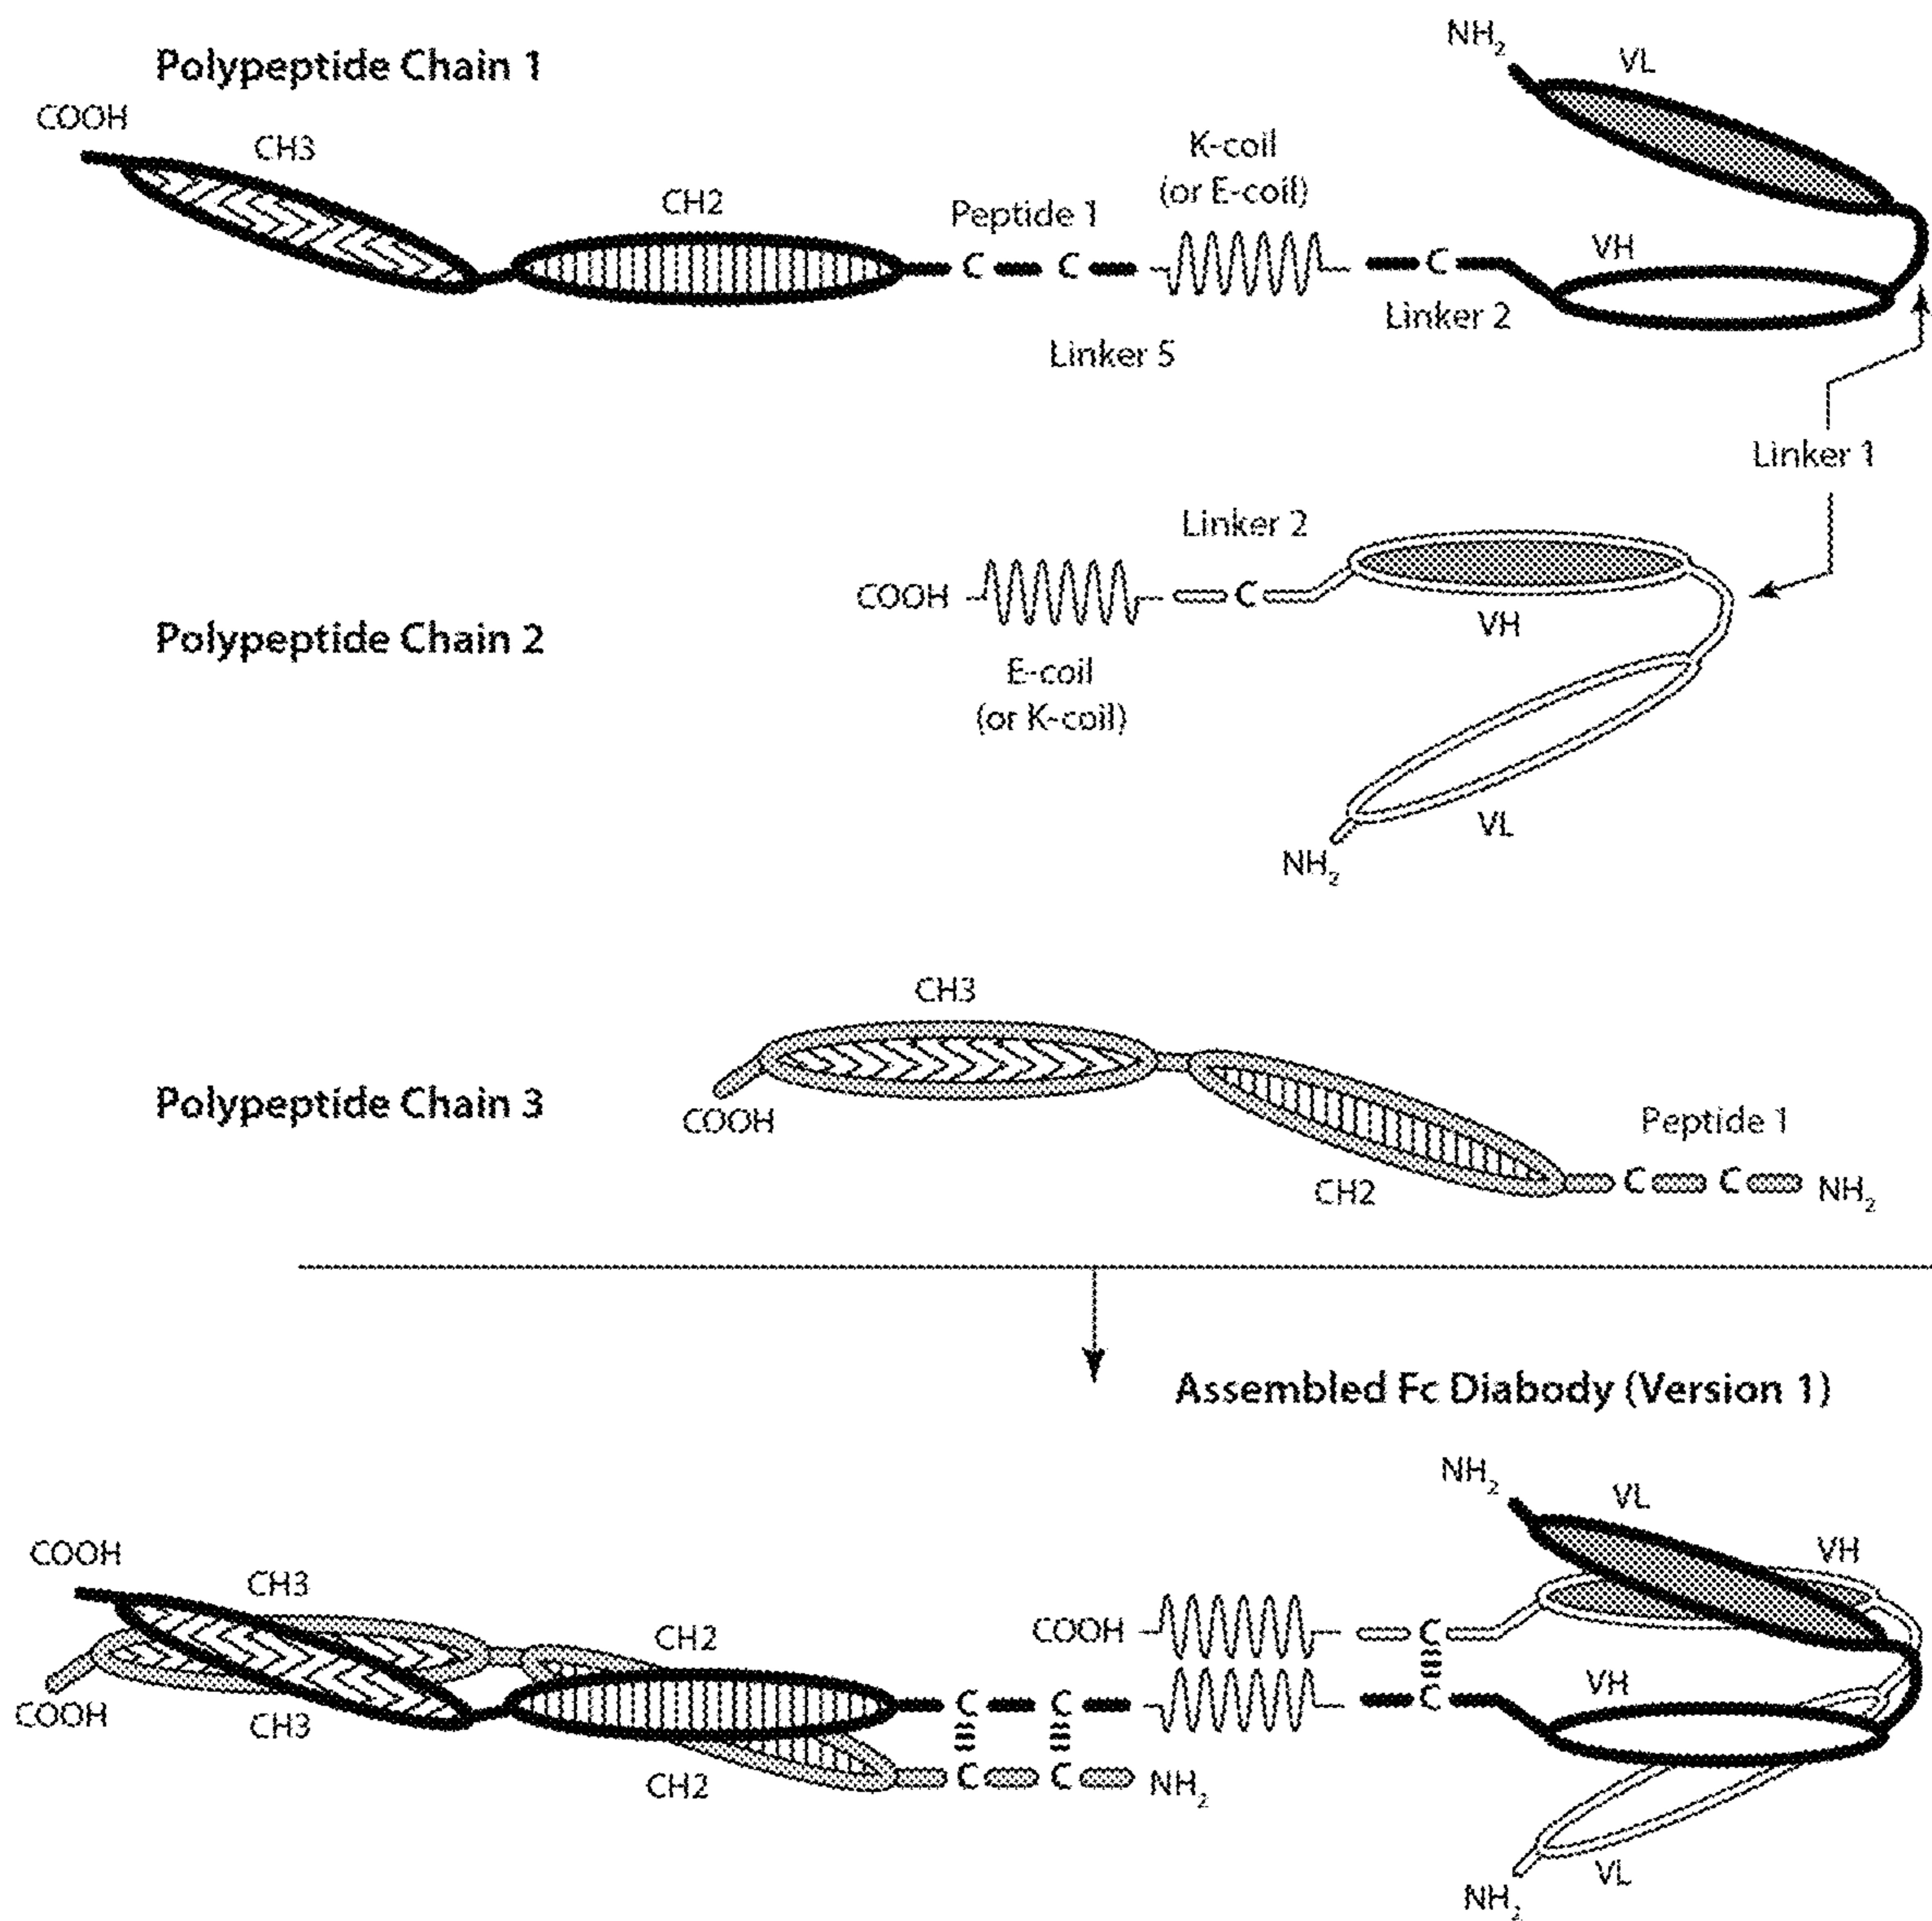 Polypeptide Chain 1
COOH
CH3
CH2
Peptide 1
C
C
Linker 5
K-coil
(or E-coil)
C
Linker 2
NH2
VL
VH
Linker 1
Polypeptide Chain 2
COOH
E-coil
(or K-coil)
Linker 2
C
VH
VL
NH2
Polypeptide Chain 3
COOH
CH3
CH2
Peptide 1
C
C
NH2
Assembled Fc Diabody (Version 1)
COOH
CH3
COOH
CH3
CH2
CH2
C
C
C
C
NH2
COOH
C
C
NH2
VL
VH
VH
VL
NH2